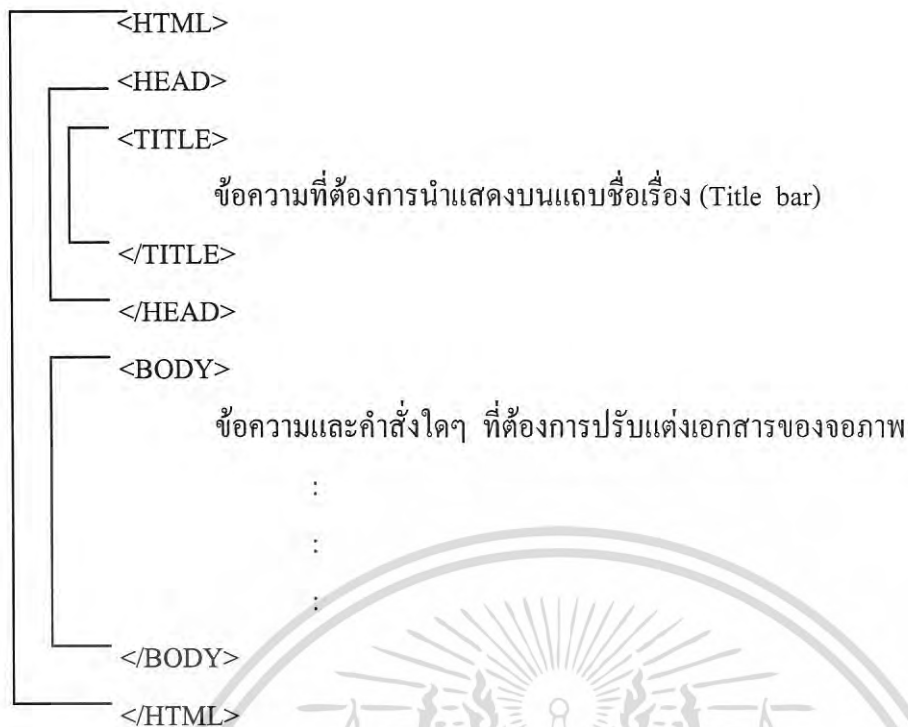 <HTML>
<HEAD>
<TITLE>
ข้อความที่ต้องการนำแสดงบนแถบชื่อเรื่อง (Title bar)
</TITLE>
</HEAD>
<BODY>
ข้อความและคำสั่งใดๆ ที่ต้องการปรับแต่งเอกสารของจอภาพ
:
:
:
</BODY>
</HTML>